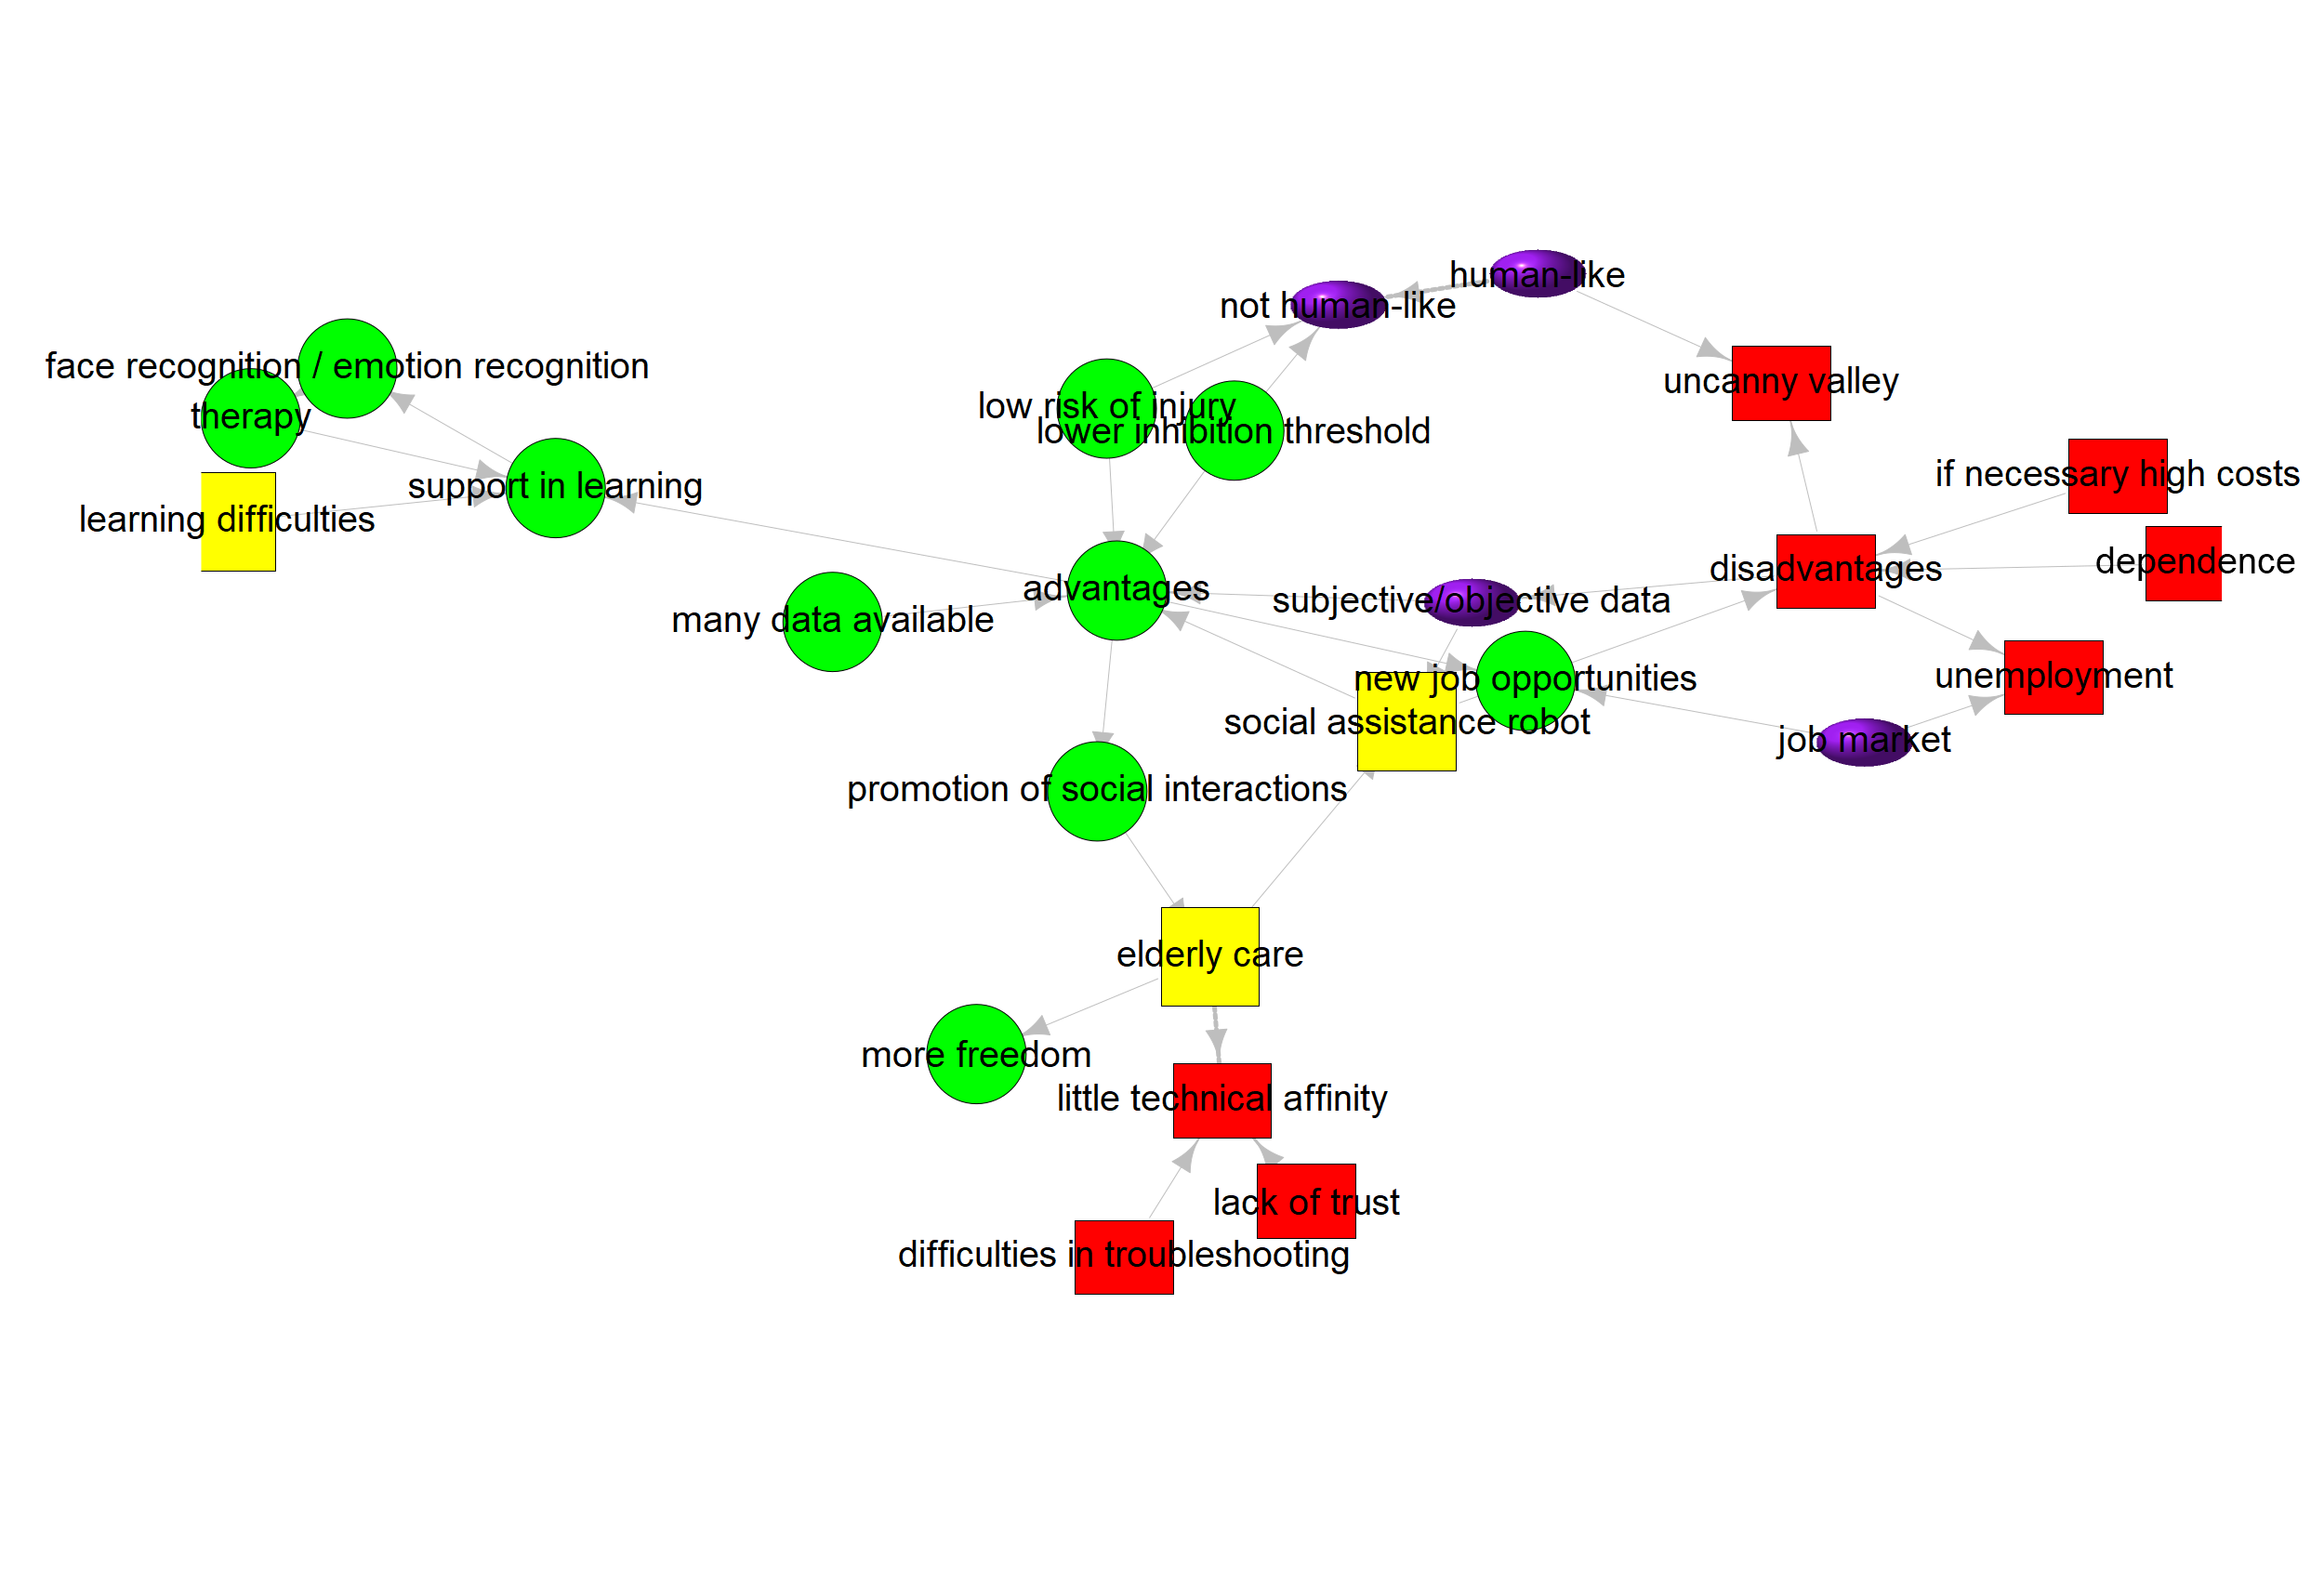 human-like
not human-like
face recognition / emotion recognition
uncanny valley
therapy
low risk of injury
lower inhibition threshold
if necessary high costs
support in learning
learning difficulties
dependence
disadvantages
advantages
subjective/objective data
many data available
new job opportunities
unemployment
social assistance robot
job market
promotion of social interactions
elderly care
more freedom
little technical affinity
lack of trust
difficulties in troubleshooting